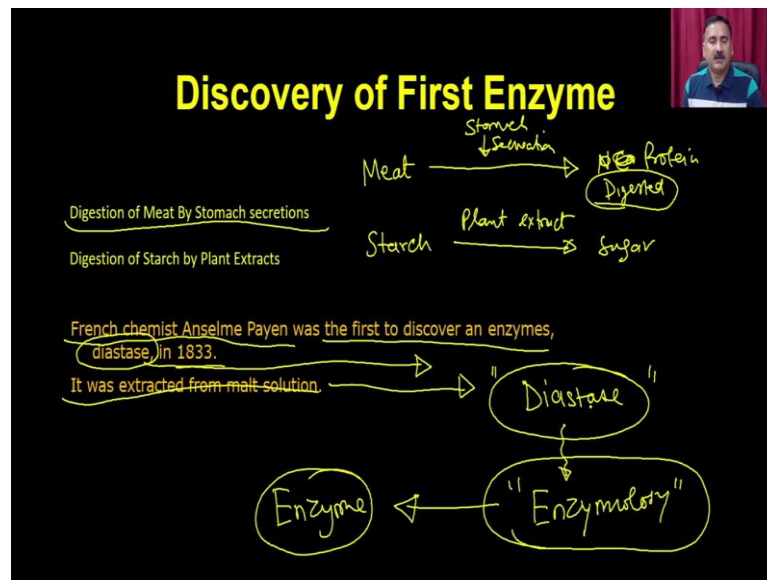 Discovery of First Enzyme
Stomach
Secreation
Meat
Protein
Digested
Digestion of Meat By Stomach secretions
Plant extract
Starch
Sugar
Digestion of Starch by Plant Extracts
French chemist Anselme Payen was the first to discover an enzymes,
diastase, in 1833.
It was extracted from malt solution.
"Diastase"
Enzyme
"Enzymology"